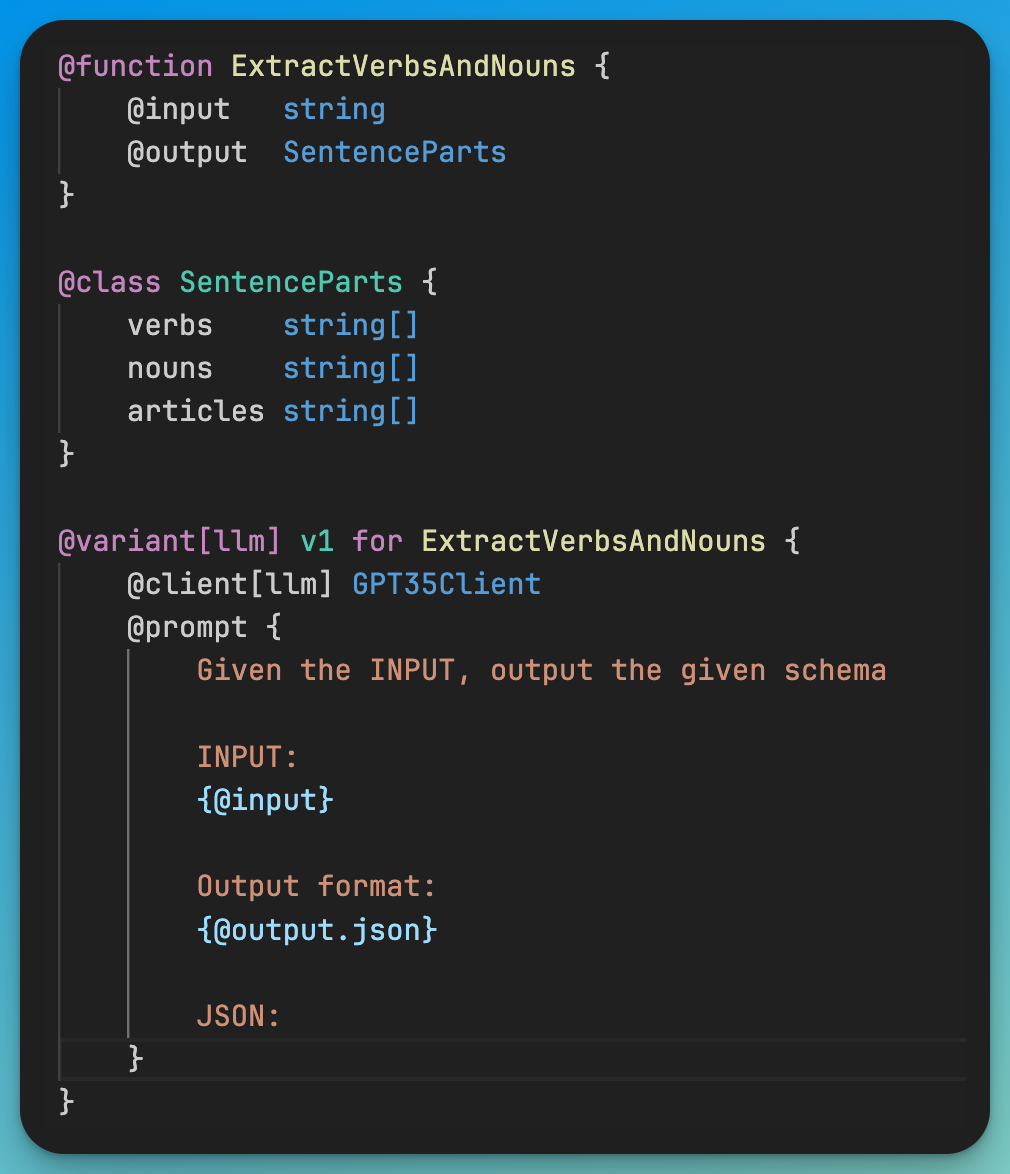 @function ExtractVerbsAndNouns {
    @input   string
    @output  SentenceParts
}

@class SentenceParts {
    verbs    string[]
    nouns    string[]
    articles string[]
}

@variant[llm] v1 for ExtractVerbsAndNouns {
    @client[llm] GPT35Client
    @prompt {
        Given the INPUT, output the given schema

        INPUT:
        {@input}

        Output format:
        {@output.json}

        JSON:
    }
}